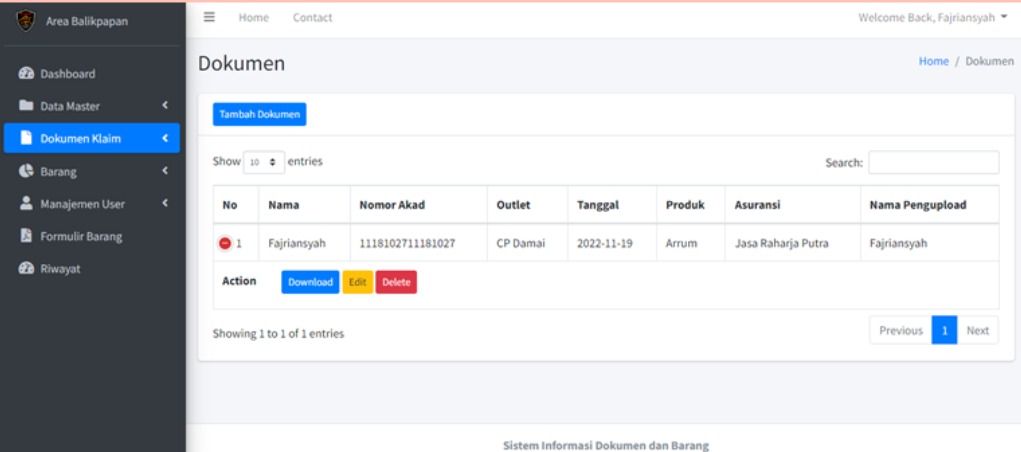 Area Balikpapan
Home Contact
Welcome Back, Fajriansyah
Dashboard
Data Master
Dokumen Klaim
Barang
Manajemen User
Formulir Barang
Riwayat
Dokumen
Home / Dokumen
Tambah Dokumen
Show 10 entries
Search:
No Nama Nomor Akad Outlet Tanggal Produk Asuransi Nama Pengupload
1 Fajriansyah 1118102711181027 CP Damai 2022-11-19 Arrum Jasa Raharja Putra Fajriansyah
Action Download Edit Delete
Showing 1 to 1 of 1 entries
Previous 1 Next
Sistem Informasi Dokumen dan Barang